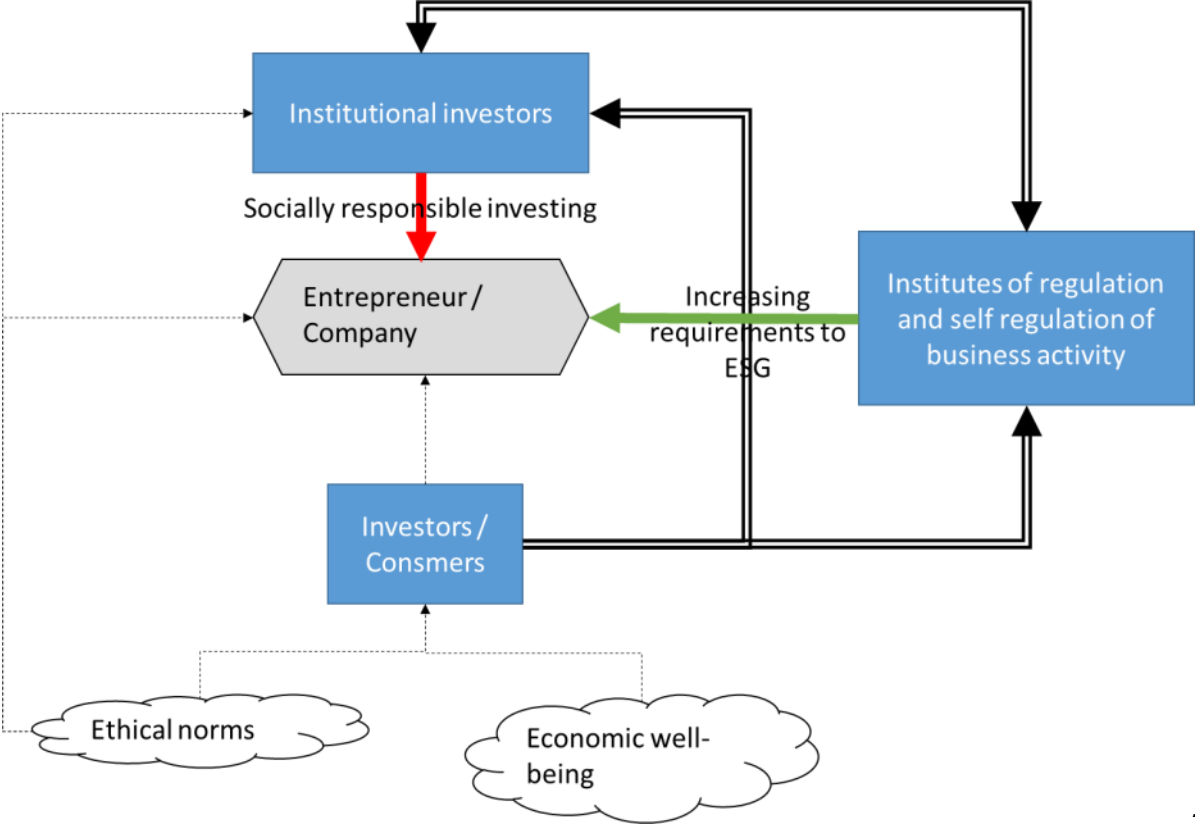 Institutional investors
Socially responsible investing
Entrepreneur /
Company
Increasing
requirements to
ESG
Institutes of regulation
and self regulation of
business activity
Investors /
Consmers
Ethical norms
Economic well-
being